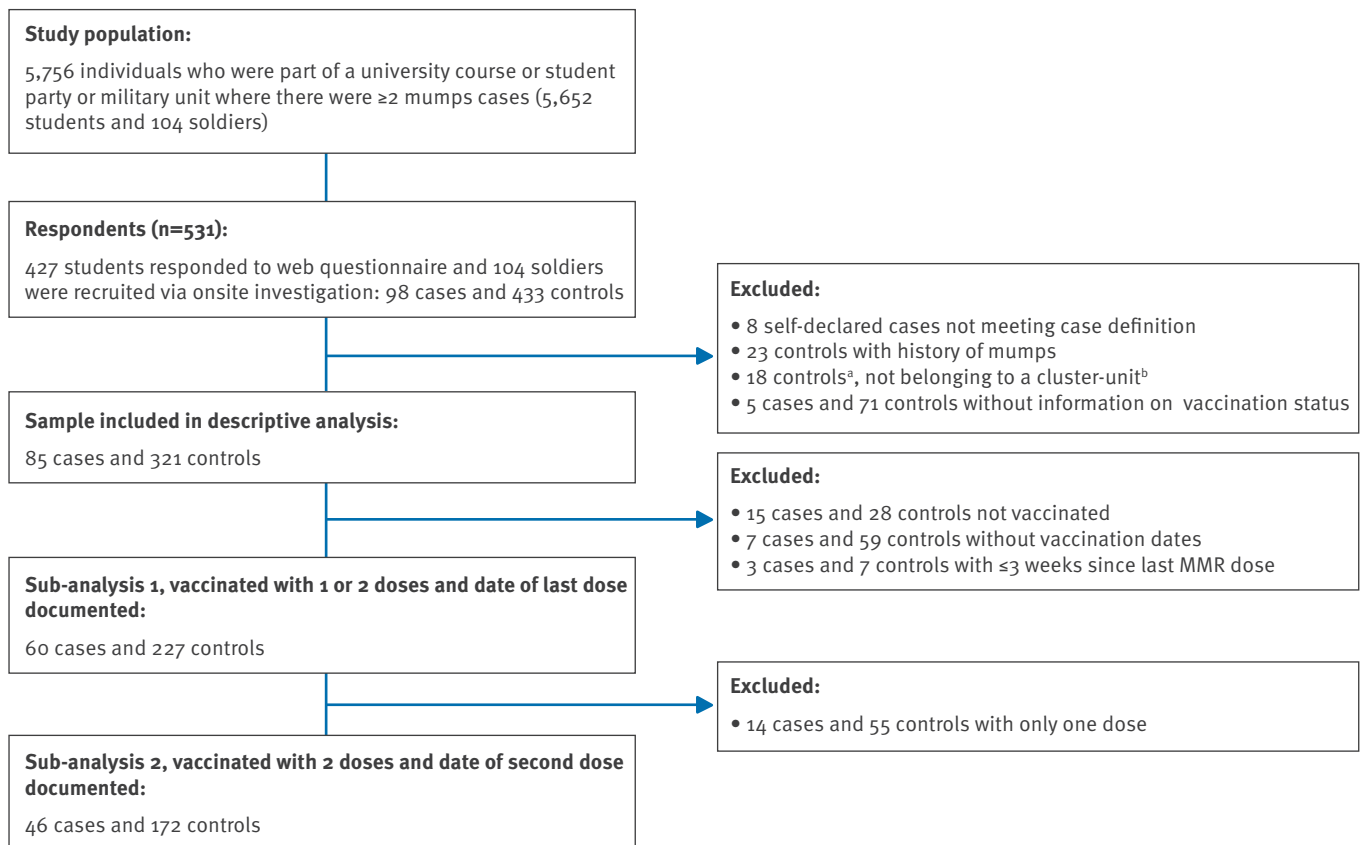 Study population:
5,756 individuals who were part of a university course or student
party or military unit where there were ≥2 mumps cases (5,652
students and 104 soldiers)
Respondents (n=531):
427 students responded to web questionnaire and 104 soldiers
were recruited via onsite investigation: 98 cases and 433 controls
Excluded:
• 8 self-declared cases not meeting case definition
• 23 controls with history of mumps
• 18 controlsᵃ, not belonging to a cluster-unitᵇ
• 5 cases and 71 controls without information on vaccination status
Sample included in descriptive analysis:
85 cases and 321 controls
Excluded:
• 15 cases and 28 controls not vaccinated
• 7 cases and 59 controls without vaccination dates
• 3 cases and 7 controls with ≤3 weeks since last MMR dose
Sub-analysis 1, vaccinated with 1 or 2 doses and date of last dose
documented:
60 cases and 227 controls
Excluded:
• 14 cases and 55 controls with only one dose
Sub-analysis 2, vaccinated with 2 doses and date of second dose
documented:
46 cases and 172 controls